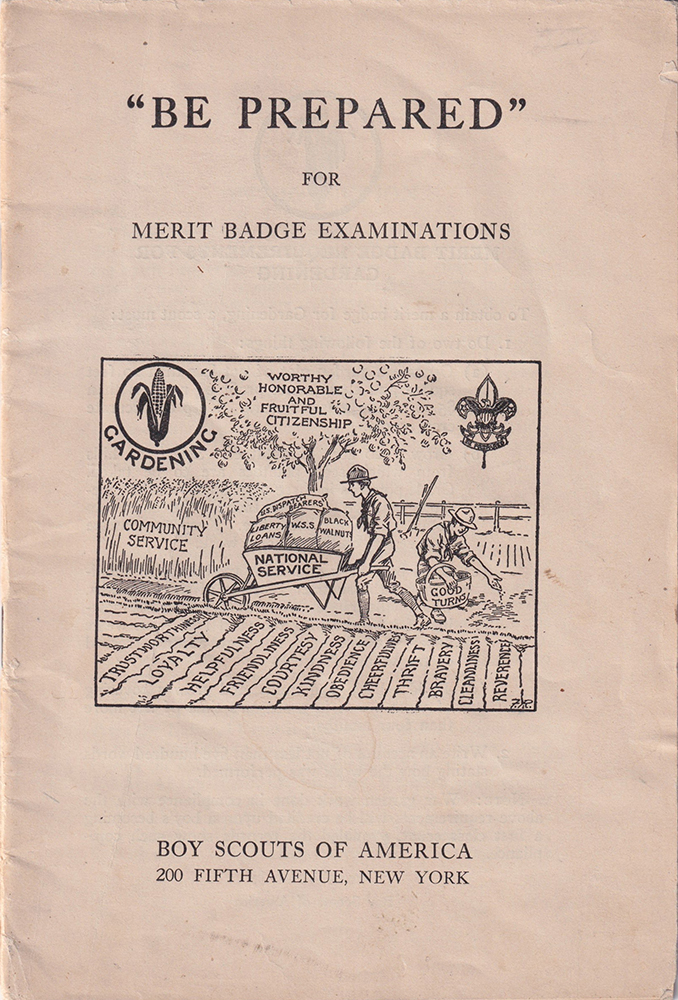 “BE PREPARED”
FOR
MERIT BADGE EXAMINATIONS
GARDENING
WORTHY
HONORABLE
AND
FRUITFUL
CITIZENSHIP
COMMUNITY
SERVICE
U.S. DISPATCH
BEARERS
LIBERTY
LOANS
W.S.S.
BLACK
WALNUT
NATIONAL
SERVICE
GOOD
TURNS
TRUSTWORTHINESS
LOYALTY
HELPFULNESS
FRIENDLINESS
COURTESY
KINDNESS
OBEDIENCE
CHEERFULNESS
THRIFT
BRAVERY
CLEANLINESS
REVERENCE
BOY SCOUTS OF AMERICA
200 FIFTH AVENUE, NEW YORK